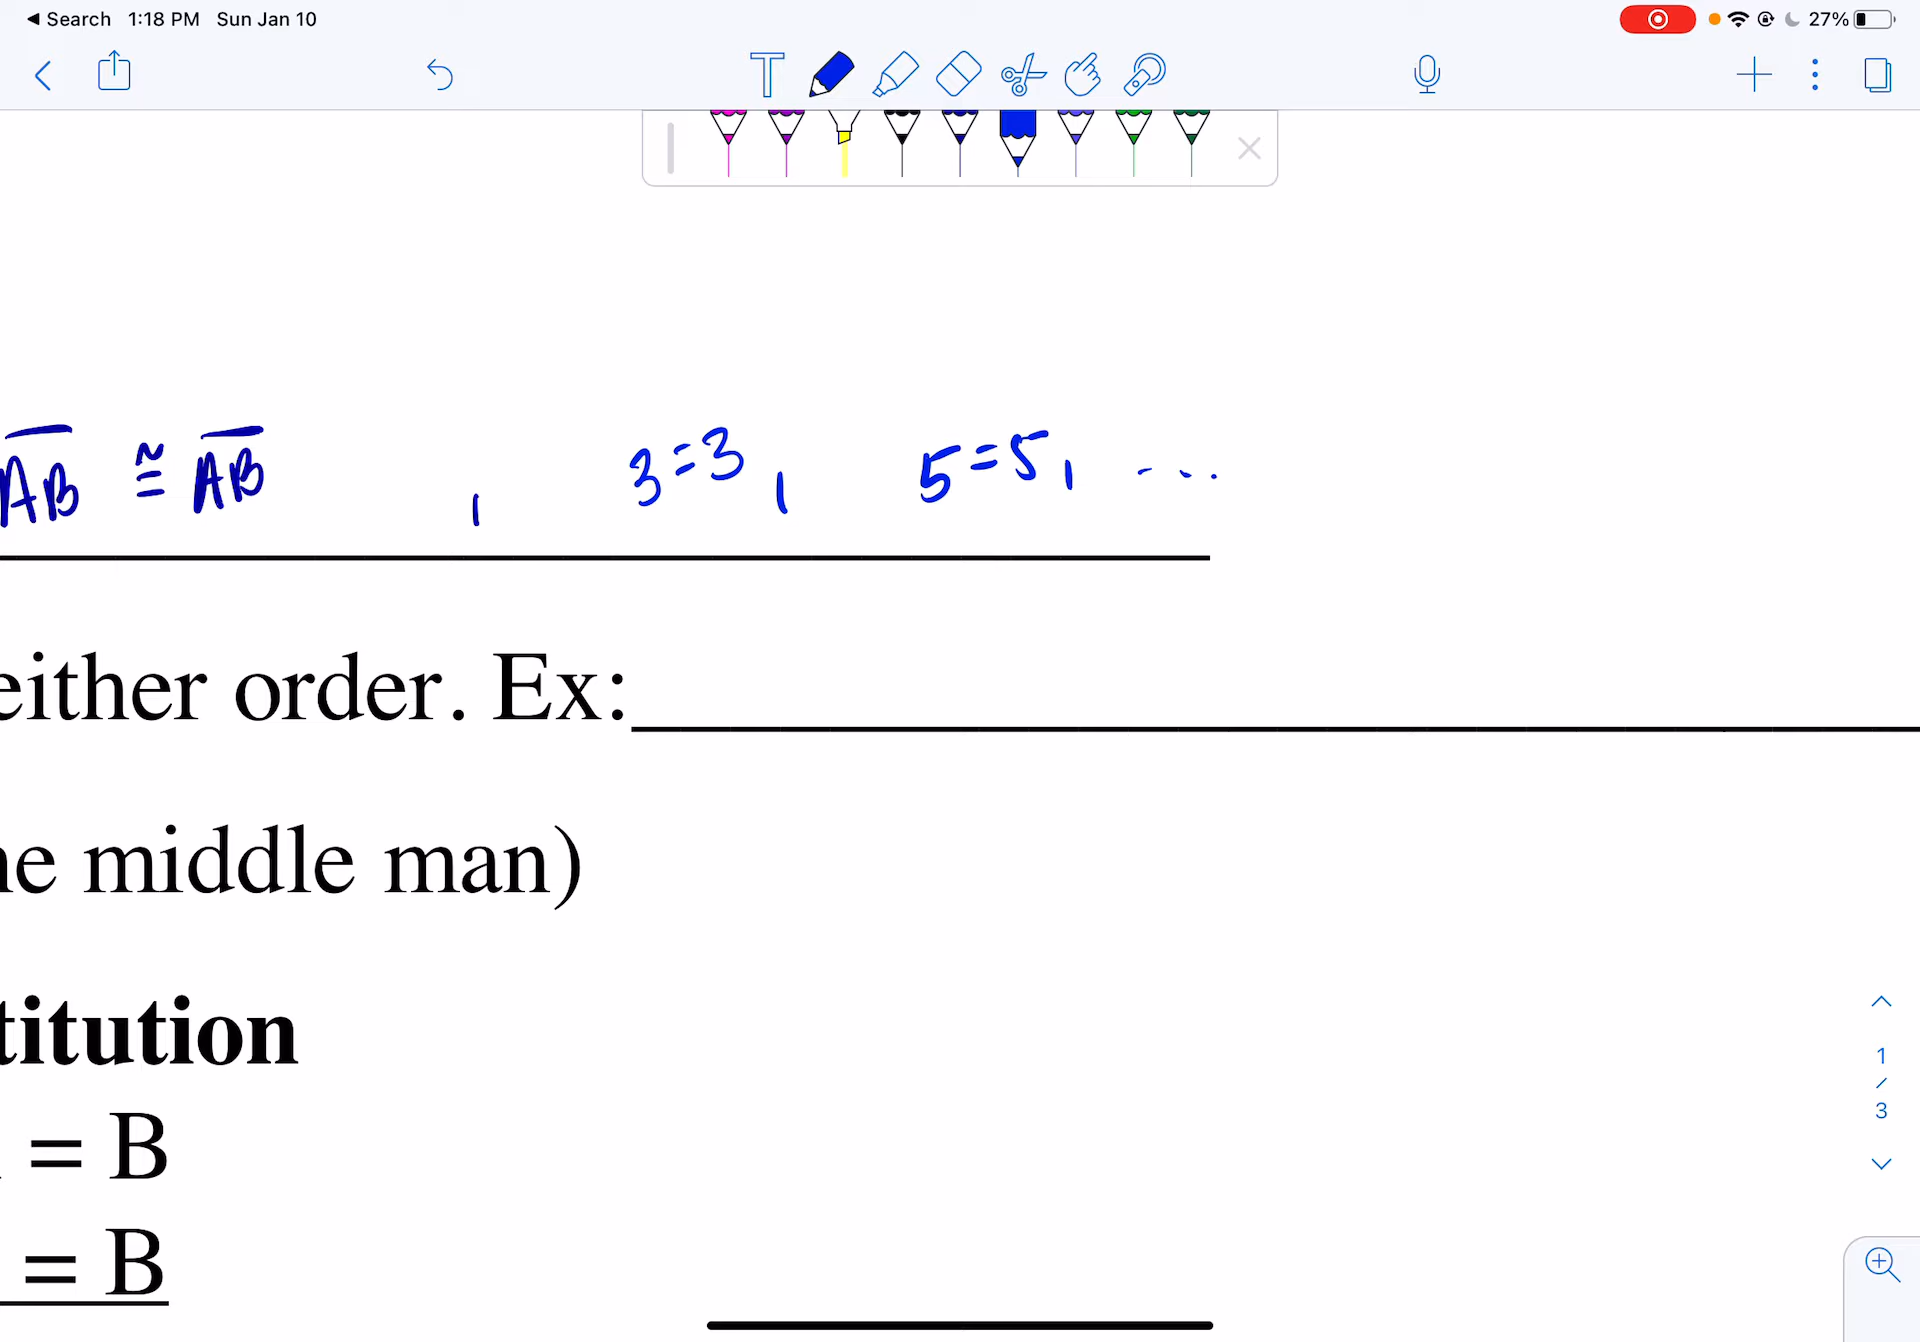 Search 1:18 PM Sun Jan 10 27%
T
AB ≅ AB , 3=3, 5=5, ...
either order. Ex:
e middle man)
titution
= B
= B
1
/
3